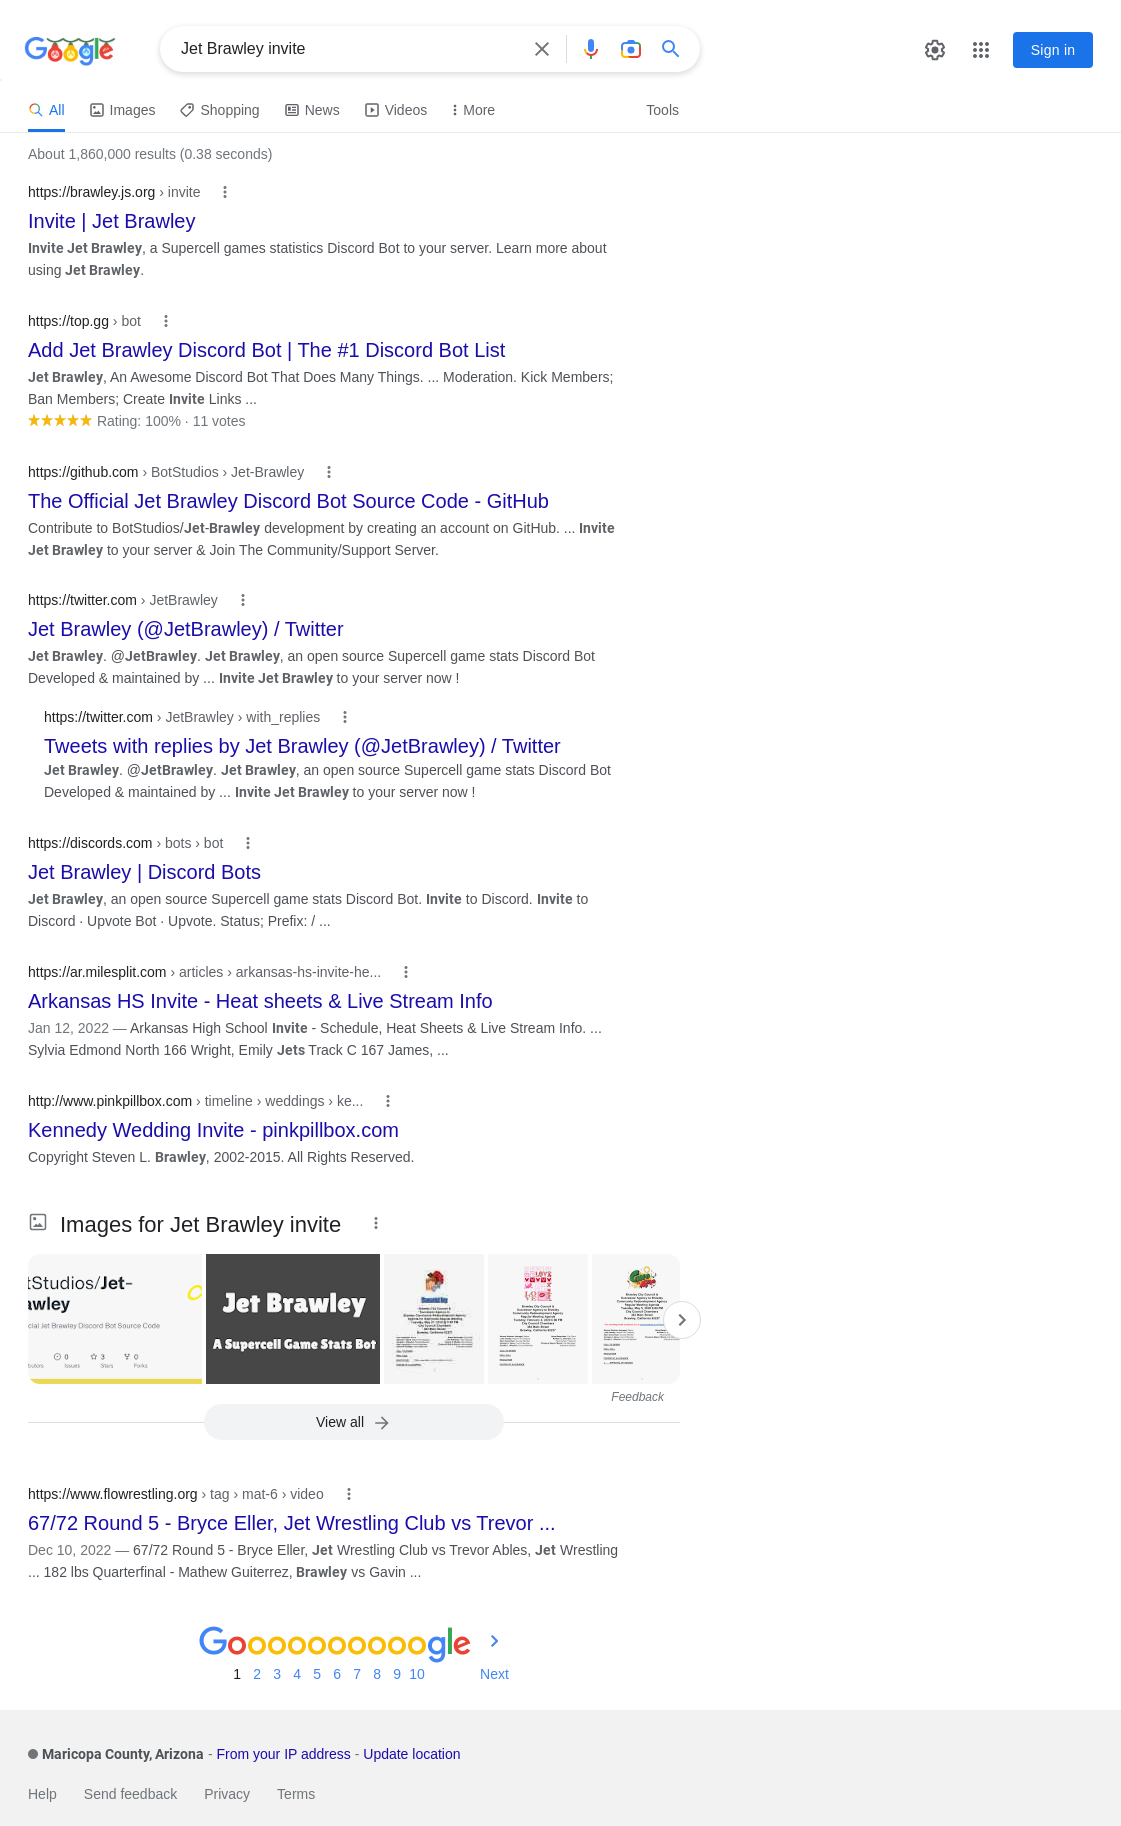 Google
Jet Brawley invite
Sign in
All
Images
Shopping
News
Videos
More
Tools
About 1,860,000 results (0.38 seconds)
https://brawley.js.org › invite
Invite | Jet Brawley
Invite Jet Brawley, a Supercell games statistics Discord Bot to your server. Learn more about
using Jet Brawley.
https://top.gg › bot
Add Jet Brawley Discord Bot | The #1 Discord Bot List
Jet Brawley, An Awesome Discord Bot That Does Many Things. ... Moderation. Kick Members;
Ban Members; Create Invite Links ...
Rating: 100% · 11 votes
https://github.com › BotStudios › Jet-Brawley
The Official Jet Brawley Discord Bot Source Code - GitHub
Contribute to BotStudios/Jet-Brawley development by creating an account on GitHub. ... Invite
Jet Brawley to your server & Join The Community/Support Server.
https://twitter.com › JetBrawley
Jet Brawley (@JetBrawley) / Twitter
Jet Brawley. @JetBrawley. Jet Brawley, an open source Supercell game stats Discord Bot
Developed & maintained by ... Invite Jet Brawley to your server now !
https://twitter.com › JetBrawley › with_replies
Tweets with replies by Jet Brawley (@JetBrawley) / Twitter
Jet Brawley. @JetBrawley. Jet Brawley, an open source Supercell game stats Discord Bot
Developed & maintained by ... Invite Jet Brawley to your server now !
https://discords.com › bots › bot
Jet Brawley | Discord Bots
Jet Brawley, an open source Supercell game stats Discord Bot. Invite to Discord. Invite to
Discord · Upvote Bot · Upvote. Status; Prefix: / ...
https://ar.milesplit.com › articles › arkansas-hs-invite-he...
Arkansas HS Invite - Heat sheets & Live Stream Info
Jan 12, 2022 — Arkansas High School Invite - Schedule, Heat Sheets & Live Stream Info. ...
Sylvia Edmond North 166 Wright, Emily Jets Track C 167 James, ...
http://www.pinkpillbox.com › timeline › weddings › ke...
Kennedy Wedding Invite - pinkpillbox.com
Copyright Steven L. Brawley, 2002-2015. All Rights Reserved.
Images for Jet Brawley invite
tStudios/Jet-
awley
cial Jet Brawley Discord Bot Source Code
butors
0 Issues
3 Stars
0 Forks
Jet Brawley
A Supercell Game Stats Bot
Feedback
View all
https://www.flowrestling.org › tag › mat-6 › video
67/72 Round 5 - Bryce Eller, Jet Wrestling Club vs Trevor ...
Dec 10, 2022 — 67/72 Round 5 - Bryce Eller, Jet Wrestling Club vs Trevor Ables, Jet Wrestling
... 182 lbs Quarterfinal - Mathew Guiterrez, Brawley vs Gavin ...
Goooooooooogle
1 2 3 4 5 6 7 8 9 10 Next
Maricopa County, Arizona - From your IP address - Update location
Help
Send feedback
Privacy
Terms